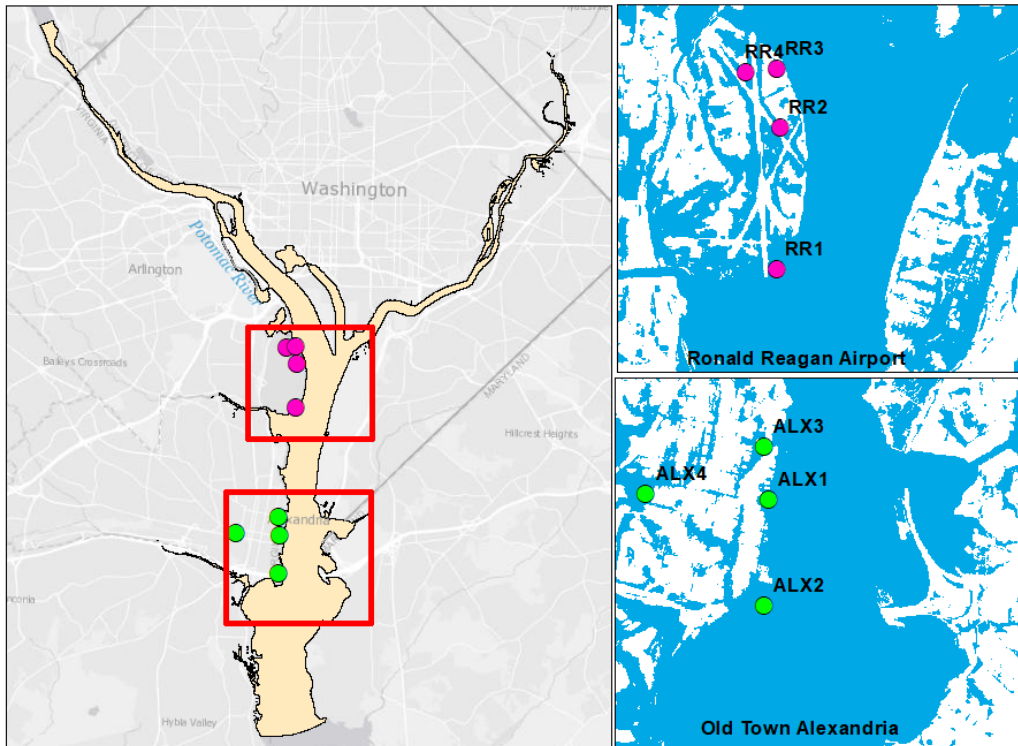 Washington
VIRGINIA
Potomac River
Arlington
Baileys Crossroads
MARYLAND
Hillcrest Heights
Hybla Valley
RR4
RR3
RR2
RR1
Ronald Reagan Airport
ALX3
ALX4
ALX1
ALX2
Old Town Alexandria